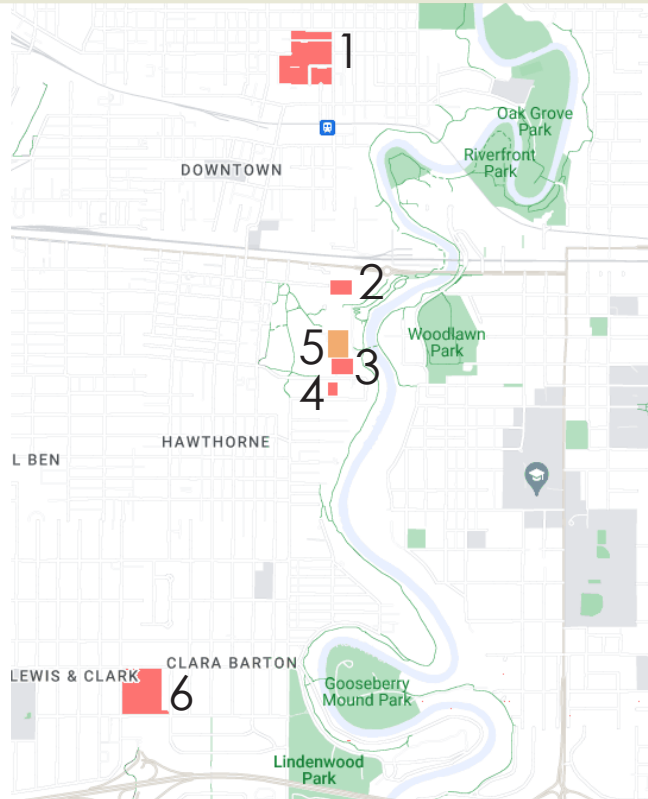 1
Oak Grove
Park
Riverfront
Park
DOWNTOWN
2
Woodlawn
Park
5
3
4
HAWTHORNE
L BEN
CLARA BARTON
LEWIS & CLARK
6
Gooseberry
Mound Park
Lindenwood
Park